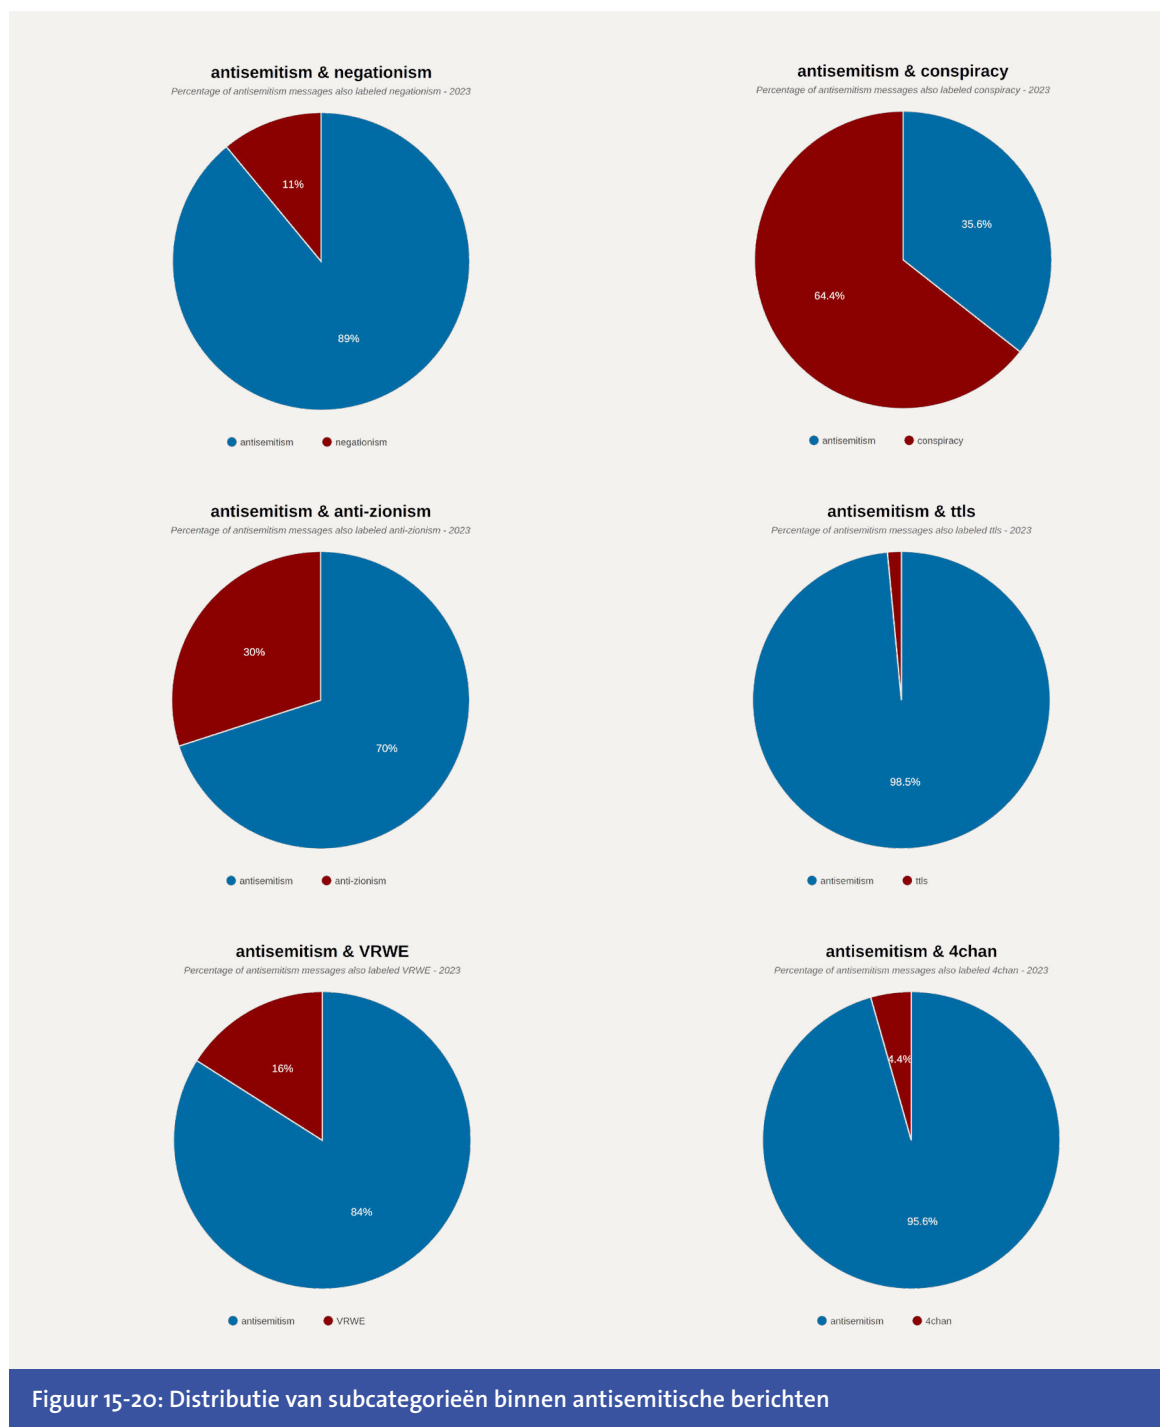 antisemitism & negationism
Percentage of antisemitism messages also labeled negationism - 2023
11%
89%
antisemitism negationism
antisemitism & conspiracy
Percentage of antisemitism messages also labeled conspiracy - 2023
35.6%
64.4%
antisemitism conspiracy
antisemitism & anti-zionism
Percentage of antisemitism messages also labeled anti-zionism - 2023
30%
70%
antisemitism anti-zionism
antisemitism & ttls
Percentage of antisemitism messages also labeled ttls - 2023
98.5%
antisemitism ttls
antisemitism & VRWE
Percentage of antisemitism messages also labeled VRWE - 2023
16%
84%
antisemitism VRWE
antisemitism & 4chan
Percentage of antisemitism messages also labeled 4chan - 2023
4.4%
95.6%
antisemitism 4chan
Figuur 15-20: Distributie van subcategorieën binnen antisemitische berichten